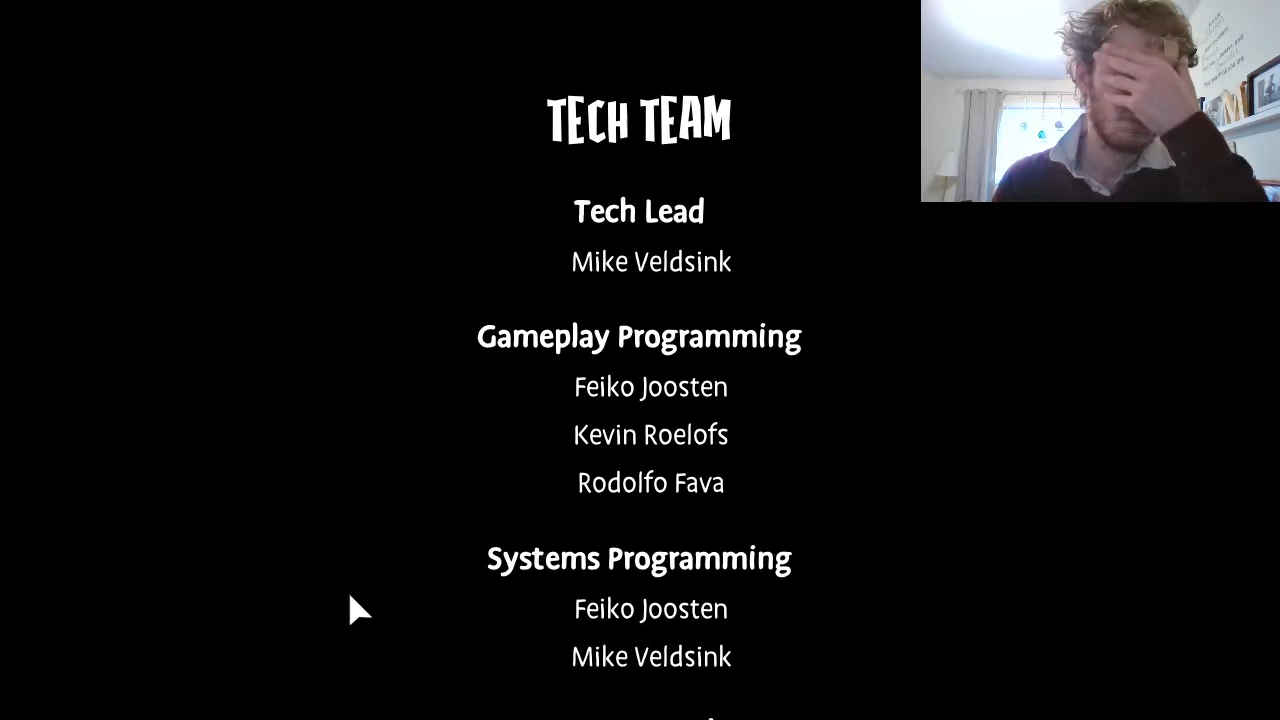 TECH TEAM
Tech Lead
Mike Veldsink
Gameplay Programming
Feiko Joosten
Kevin Roelofs
Rodolfo Fava
Systems Programming
Feiko Joosten
Mike Veldsink